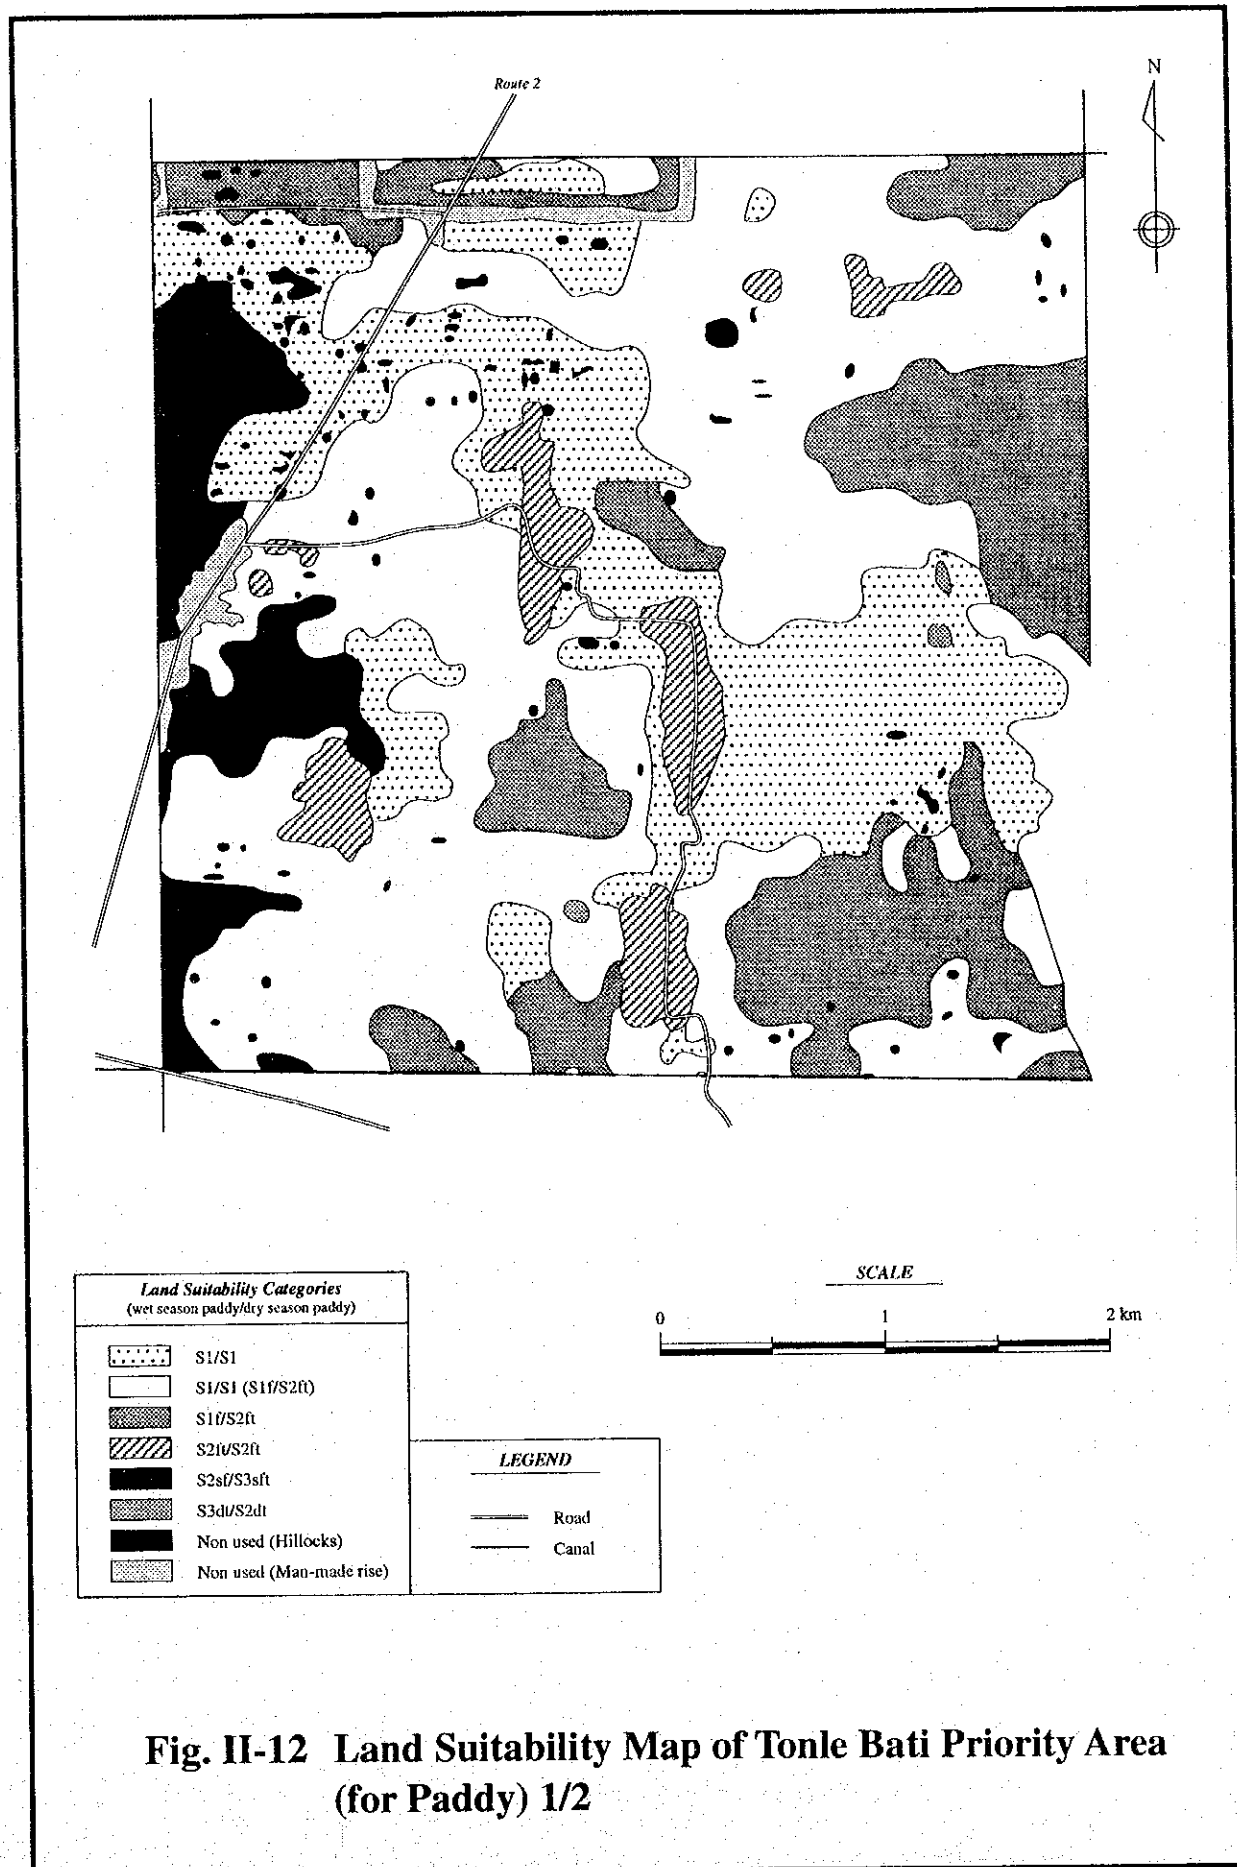 Route 2
N
Land Suitability Categories
(wet season paddy/dry season paddy)
S1/S1
S1/S1 (S1f/S2ft)
S1f/S2ft
S2ft/S2ft
S2sf/S3sft
S3dt/S2dt
Non used (Hillocks)
Non used (Man-made rise)
LEGEND
Road
Canal
SCALE
0 1 2 km
Fig. II-12 Land Suitability Map of Tonle Bati Priority Area
(for Paddy) 1/2